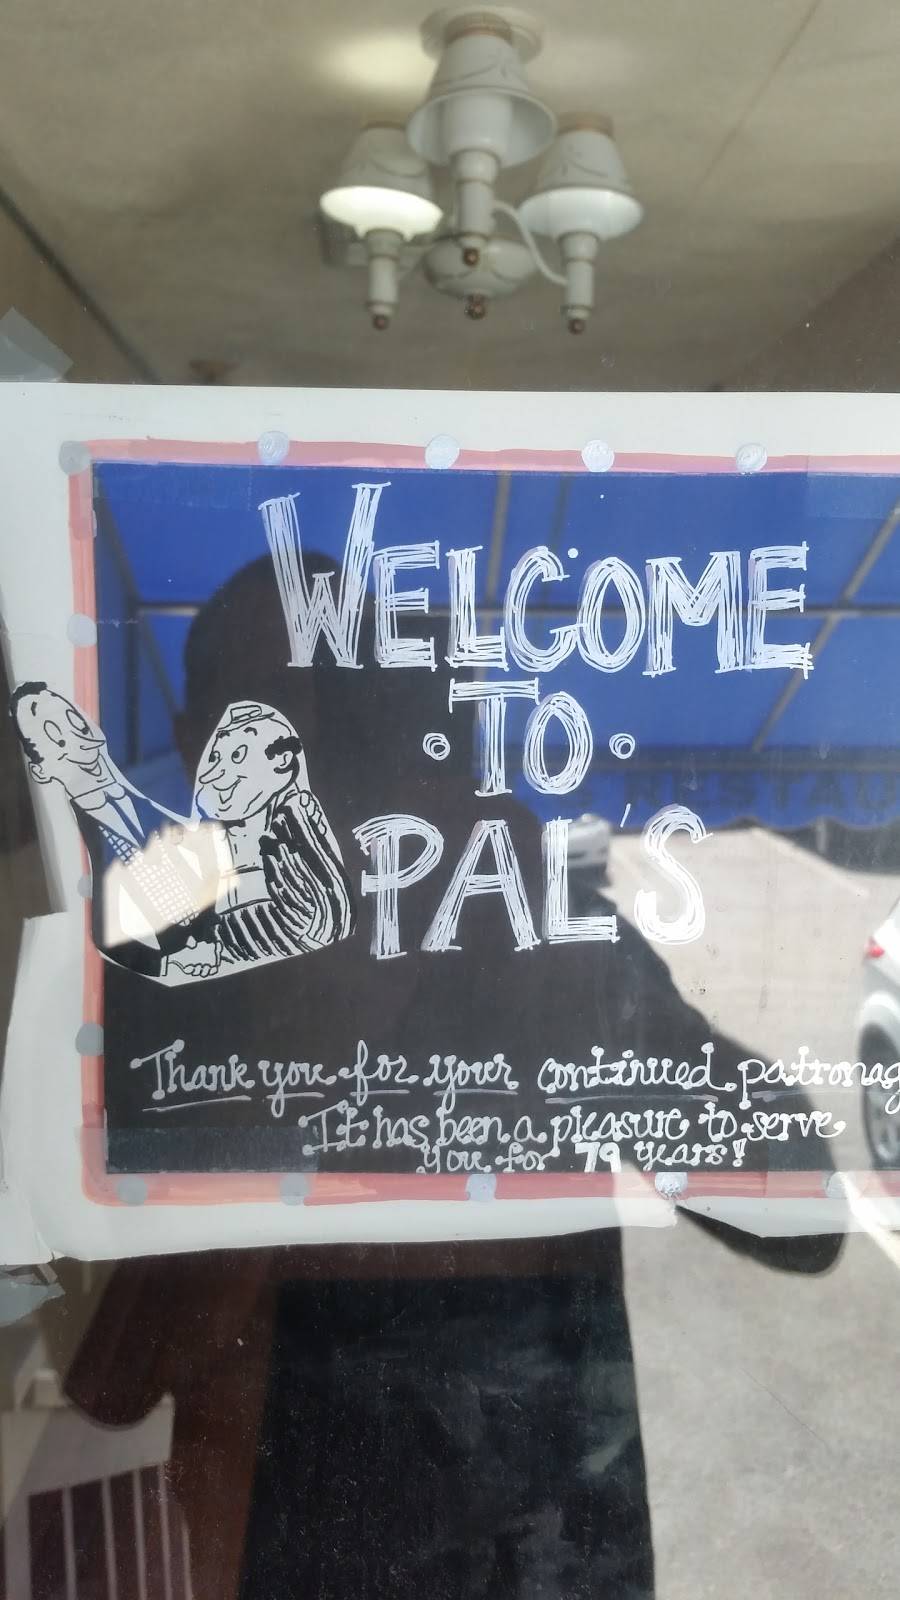 WELCOME
TO
PAL'S
Thank you for your continued patronag
It has been a pleasure to serve
you for 79 years!